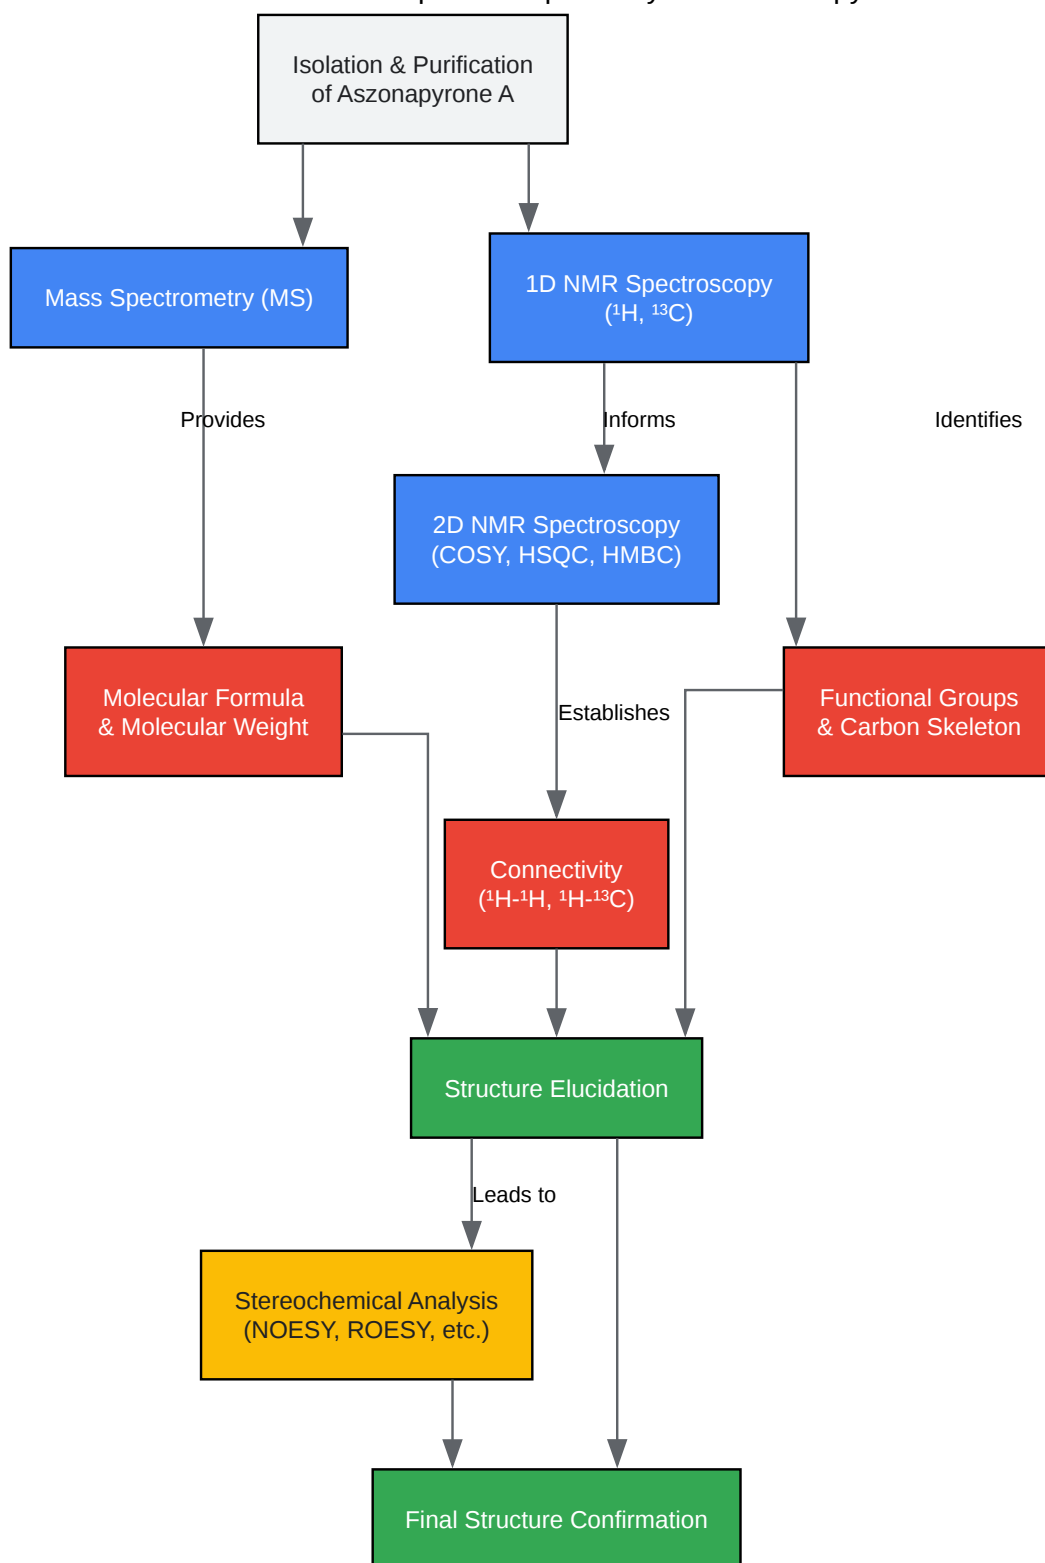 Isolation & Purification
of Aszonapyrone A
Mass Spectrometry (MS)
1D NMR Spectroscopy
(¹H, ¹³C)
Provides
Informs
Identifies
2D NMR Spectroscopy
(COSY, HSQC, HMBC)
Molecular Formula
& Molecular Weight
Establishes
Functional Groups
& Carbon Skeleton
Connectivity
(¹H-¹H, ¹H-¹³C)
Structure Elucidation
Leads to
Stereochemical Analysis
(NOESY, ROESY, etc.)
Final Structure Confirmation